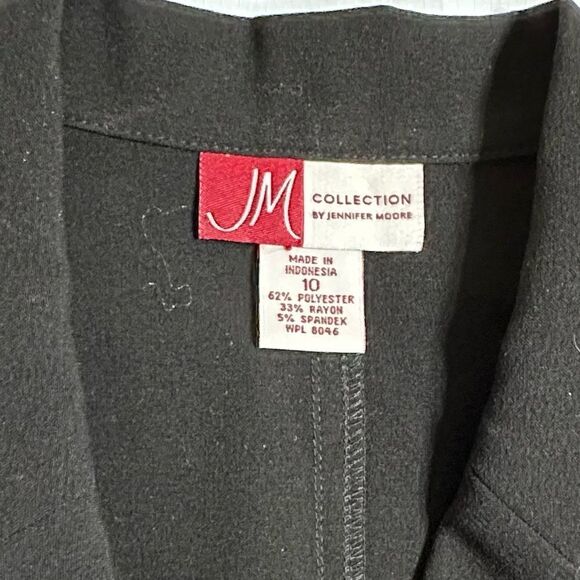 JM
COLLECTION
BY JENNIFER MOORE
MADE IN
INDONESIA
10
62% POLYESTER
33% RAYON
5% SPANDEX
WPL 8046